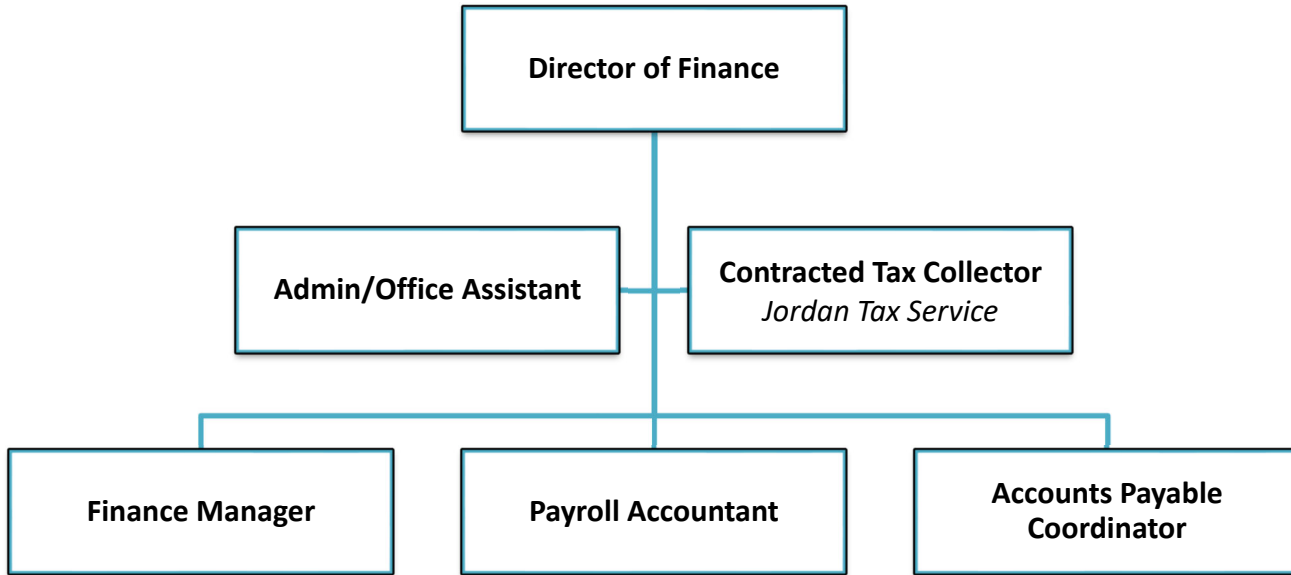 Director of Finance
Admin/Office Assistant
Contracted Tax Collector
Jordan Tax Service
Finance Manager
Payroll Accountant
Accounts Payable
Coordinator